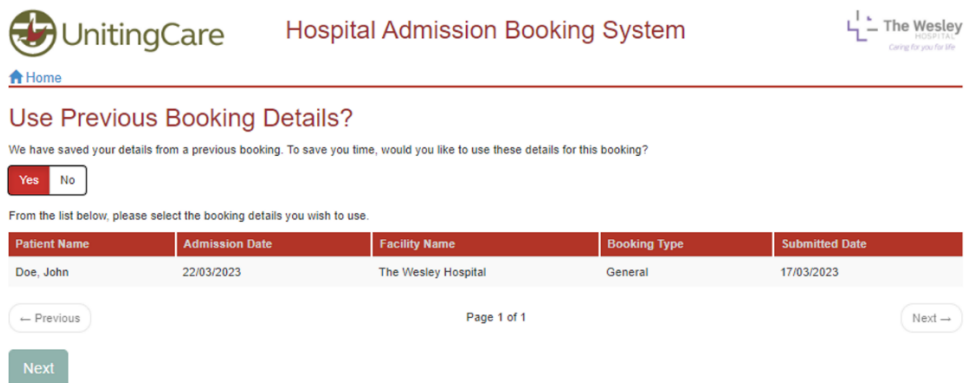 UnitingCare
Hospital Admission Booking System
The Wesley
HOSPITAL
Caring for you for life
Home
Use Previous Booking Details?
We have saved your details from a previous booking. To save you time, would you like to use these details for this booking?
Yes No
From the list below, please select the booking details you wish to use.
Patient Name Admission Date Facility Name Booking Type Submitted Date
Doe, John 22/03/2023 The Wesley Hospital General 17/03/2023
← Previous Page 1 of 1 Next →
Next